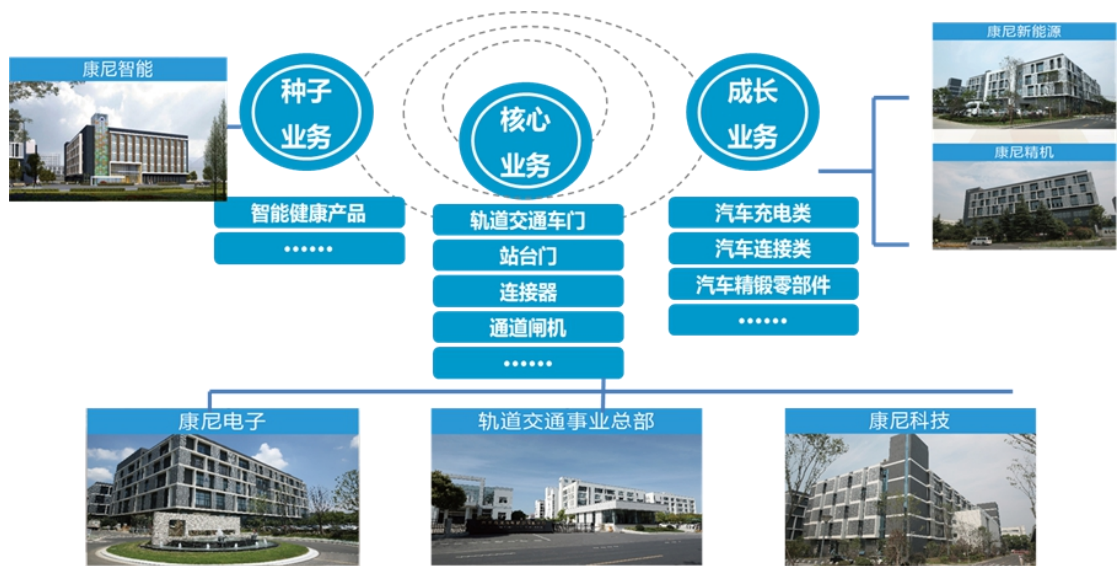 康尼智能
种子
业务
智能健康产品
••••••
核心
业务
轨道交通车门
站台门
连接器
通道闸机
••••••
成长
业务
汽车充电类
汽车连接类
汽车精锻零部件
••••••
康尼新能源
康尼精机
康尼电子
轨道交通事业总部
康尼科技